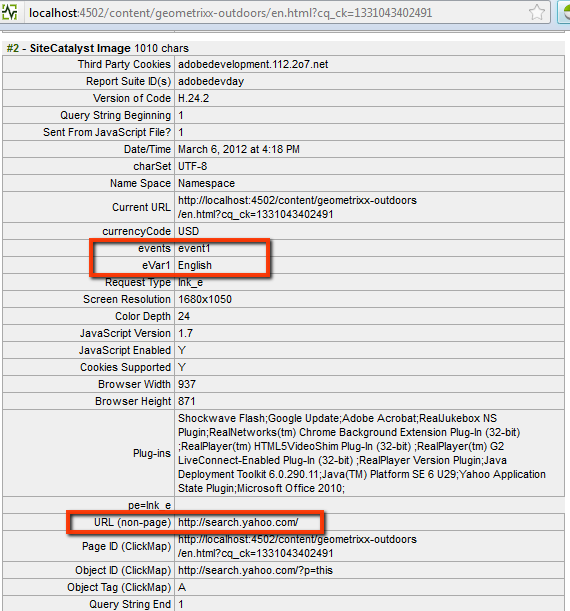 localhost:4502/content/geometrixx-outdoors/en.html?cq_ck=1331043402491
#2 - SiteCatalyst Image 1010 chars
Third Party Cookies adobedevelopment.112.2o7.net
Report Suite ID(s) adobedevday
Version of Code H.24.2
Query String Beginning 1
Sent From JavaScript File? 1
Date/Time March 6, 2012 at 4:18 PM
charSet UTF-8
Name Space Namespace
Current URL http://localhost:4502/content/geometrixx-outdoors
/en.html?cq_ck=1331043402491
currencyCode USD
events event1
eVar1 English
Request Type lnk_e
Screen Resolution 1680x1050
Color Depth 24
JavaScript Version 1.7
JavaScript Enabled Y
Cookies Supported Y
Browser Width 937
Browser Height 871
Plug-ins Shockwave Flash;Google Update;Adobe Acrobat;RealJukebox NS
Plugin;RealNetworks(tm) Chrome Background Extension Plug-In (32-bit)
;RealPlayer(tm) HTML5VideoShim Plug-In (32-bit) ;RealPlayer(tm) G2
LiveConnect-Enabled Plug-In (32-bit) ;RealPlayer Version Plugin;Java
Deployment Toolkit 6.0.290.11;Java(TM) Platform SE 6 U29;Yahoo Application
State Plugin;Microsoft Office 2010;
pe=lnk_e
URL (non-page) http://search.yahoo.com/
Page ID (ClickMap) http://localhost:4502/content/geometrixx-outdoors
/en.html?cq_ck=1331043402491
Object ID (ClickMap) http://search.yahoo.com/?p=this
Object Tag (ClickMap) A
Query String End 1